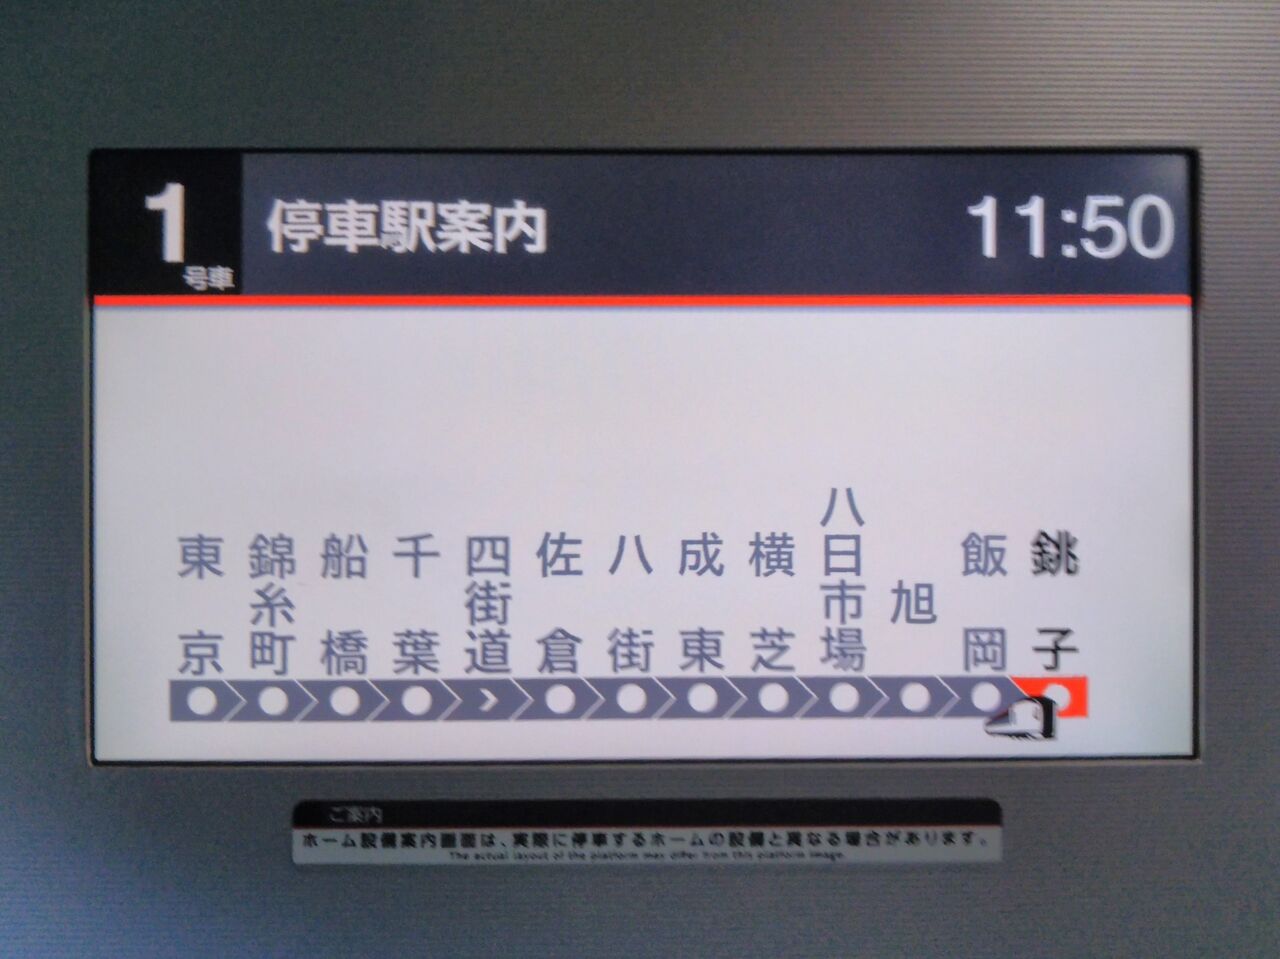 1
号車
停車駅案内
11:50
東京
錦糸町
船橋
千葉
四街道
佐倉
八街
成東
横芝
八日市場
旭
飯岡
銚子
ご案内
ホーム設備案内画面は、実際に停車するホームの設備と異なる場合があります。
The actual layout of the platform may differ from this platform image.